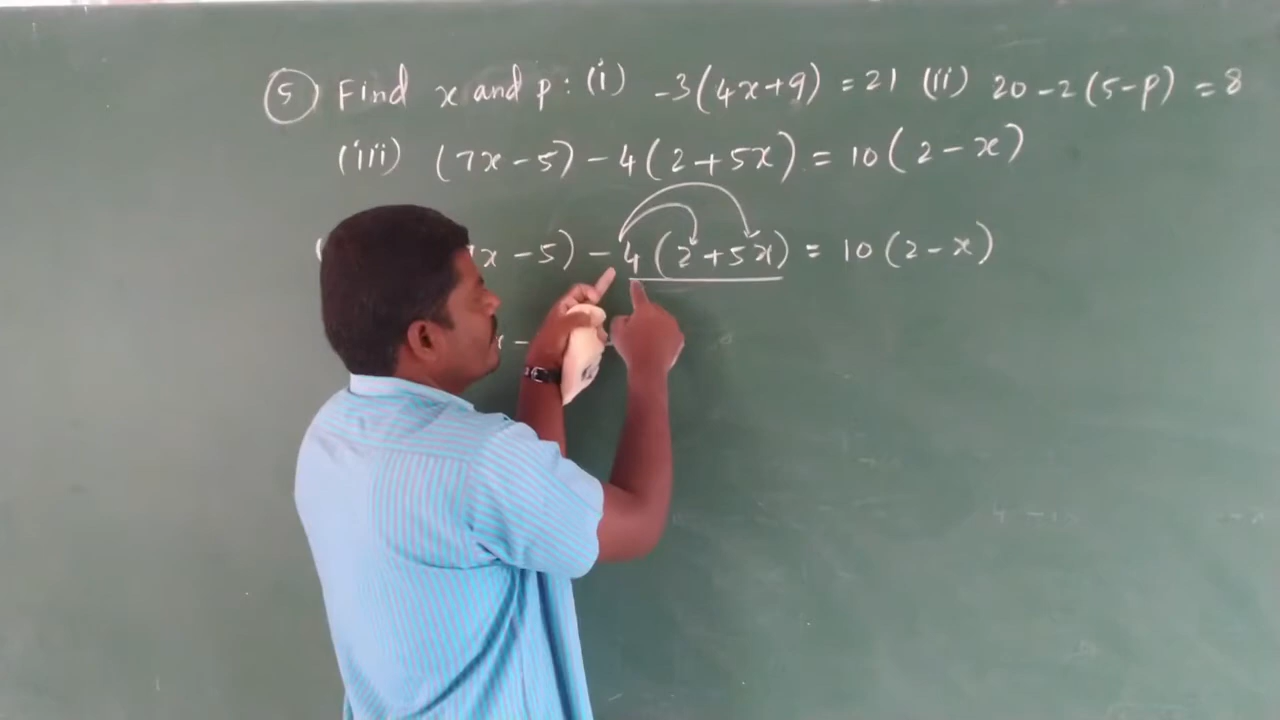 5 Find x and p: (i) -3(4x+9) = 21 (ii) 20-2(5-p) = 8
(iii) (7x-5)-4(2+5x) = 10(2-x)
x-5)-4(2+5x) = 10(2-x)